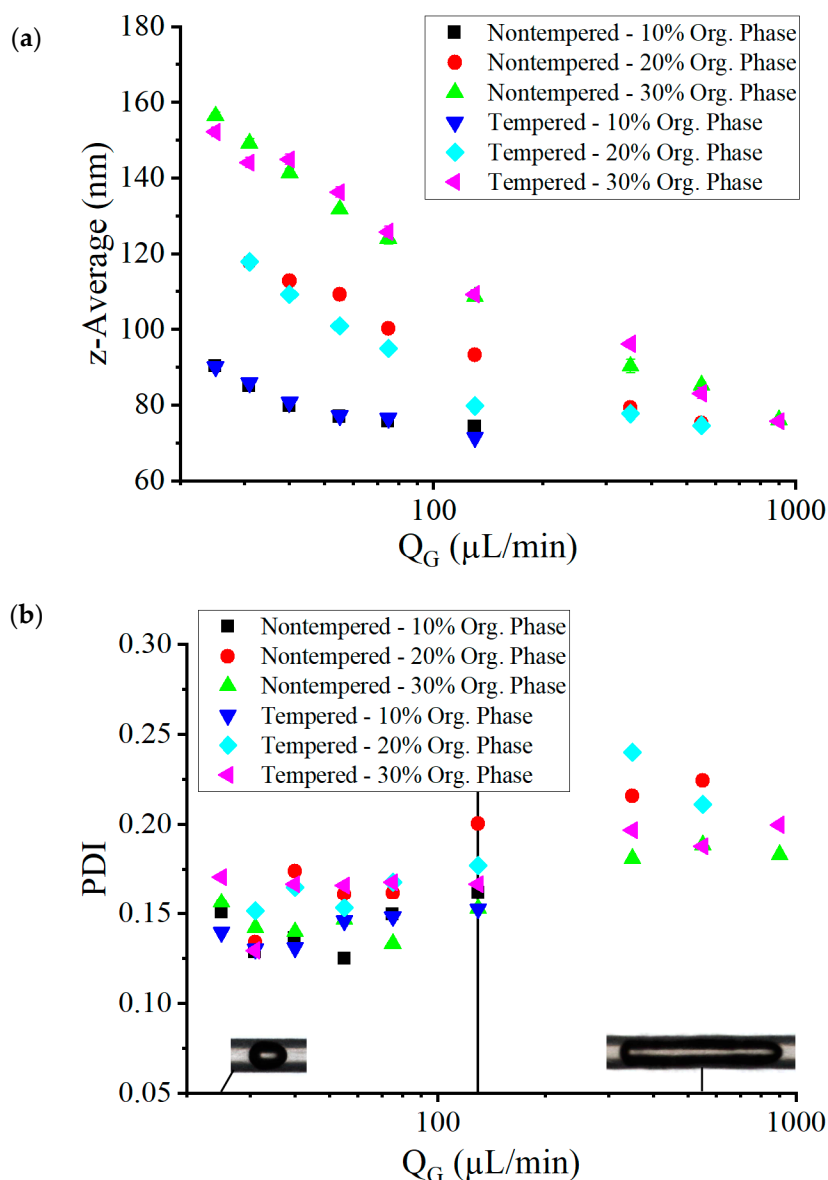 (a)
180
160
140
120
100
80
60
z-Average (nm)
Nontempered - 10% Org. Phase
Nontempered - 20% Org. Phase
Nontempered - 30% Org. Phase
Tempered - 10% Org. Phase
Tempered - 20% Org. Phase
Tempered - 30% Org. Phase
100
1000
Q_G (µL/min)
(b)
0.30
0.25
0.20
0.15
0.10
0.05
PDI
Nontempered - 10% Org. Phase
Nontempered - 20% Org. Phase
Nontempered - 30% Org. Phase
Tempered - 10% Org. Phase
Tempered - 20% Org. Phase
Tempered - 30% Org. Phase
100
1000
Q_G (µL/min)